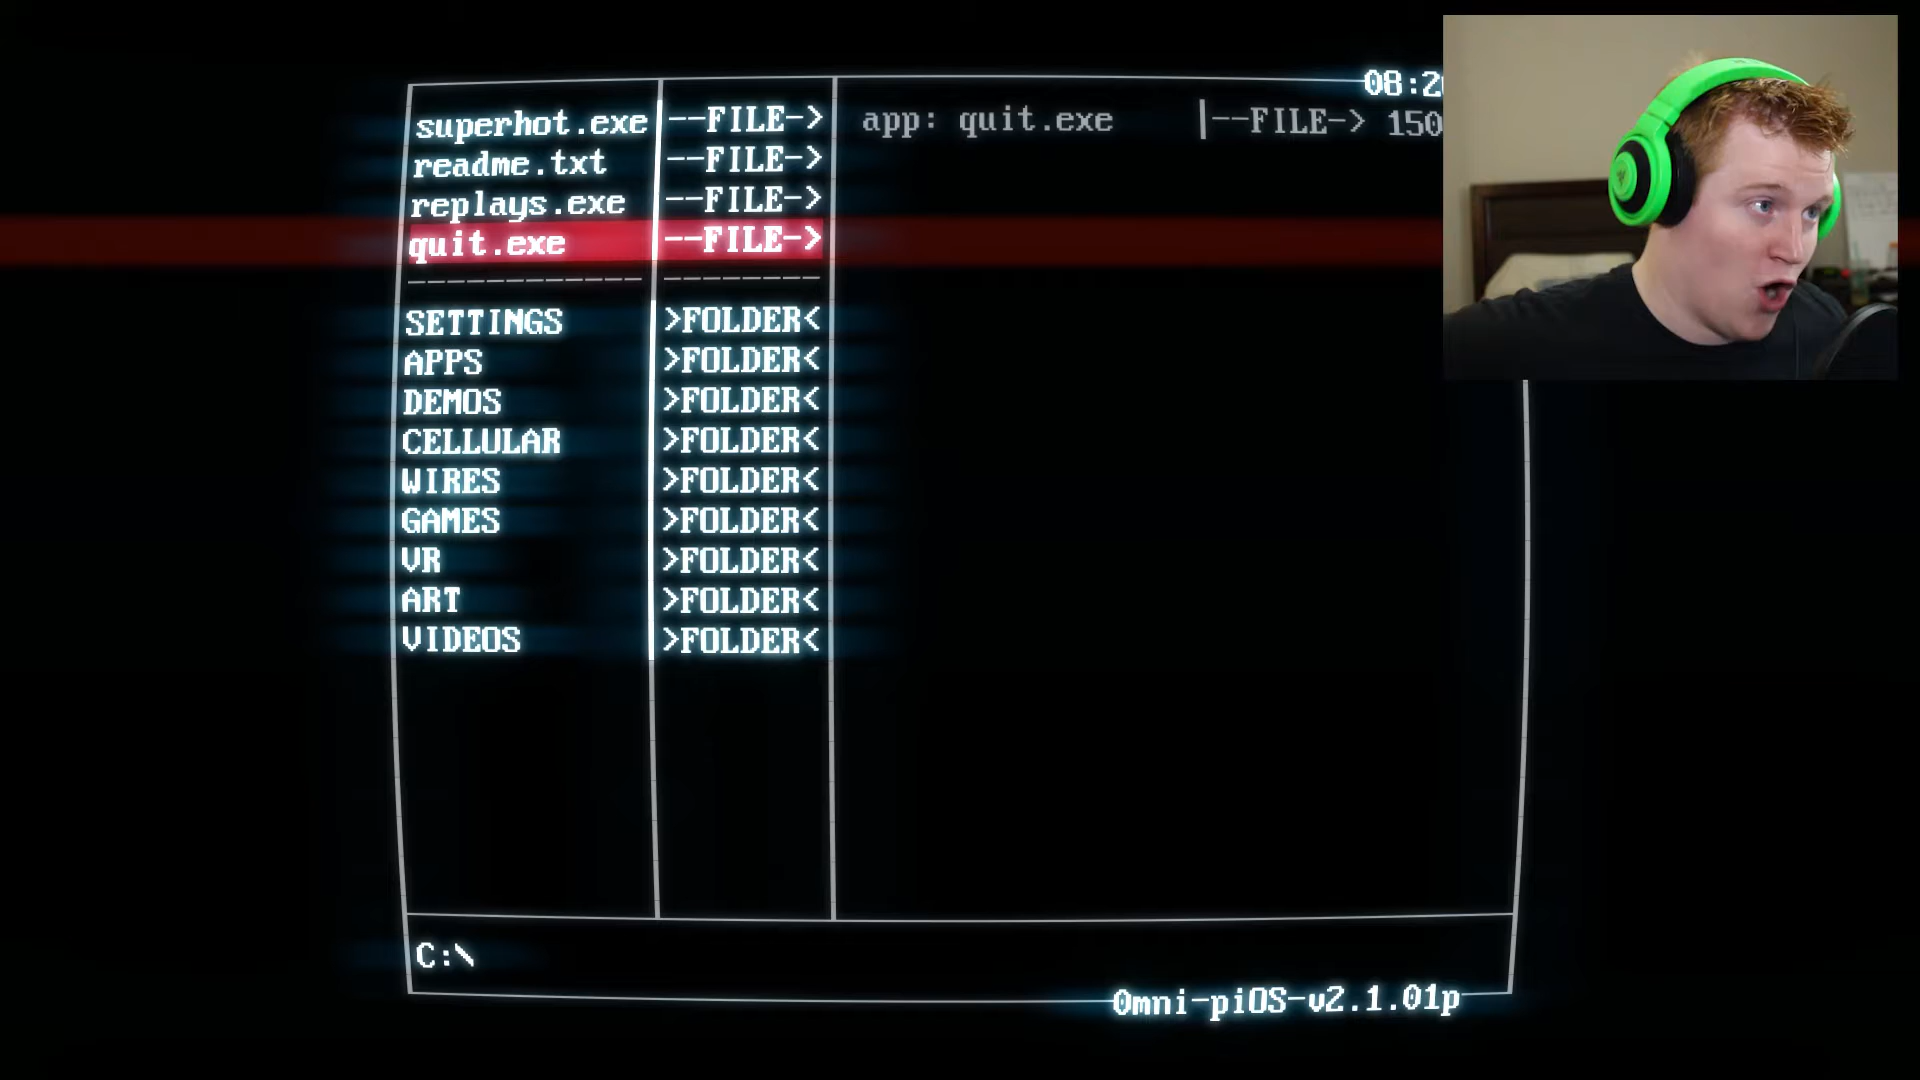 08:2
superhot.exe --FILE-> app: quit.exe |--FILE-> 150
readme.txt --FILE->
replays.exe --FILE->
quit.exe --FILE->
SETTINGS >FOLDER<
APPS >FOLDER<
DEMOS >FOLDER<
CELLULAR >FOLDER<
WIRES >FOLDER<
GAMES >FOLDER<
VR >FOLDER<
ART >FOLDER<
VIDEOS >FOLDER<
C:\
0mni-piOS-v2.1.01p